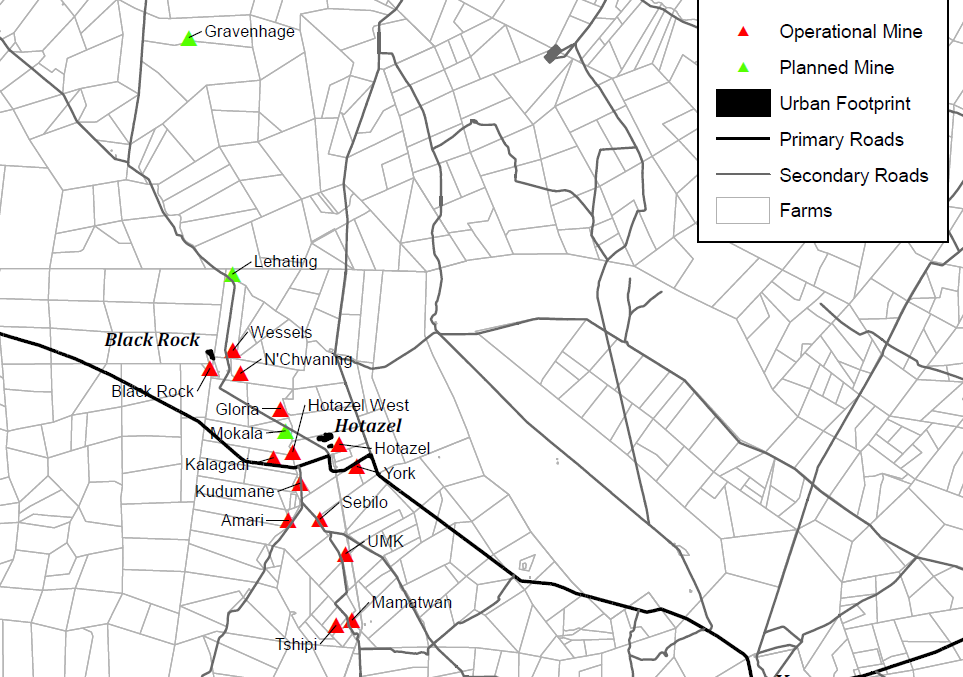 Gravenhage
Operational Mine
Planned Mine
Urban Footprint
Primary Roads
Secondary Roads
Farms
Lehating
Wessels
Black Rock
N'Chwaning
Black Rock
Gloria
Hotazel West
Mokala
Hotazel
Hotazel
Kalagadi
York
Kudumane
Sebilo
Amari
UMK
Mamatwan
Tshipi